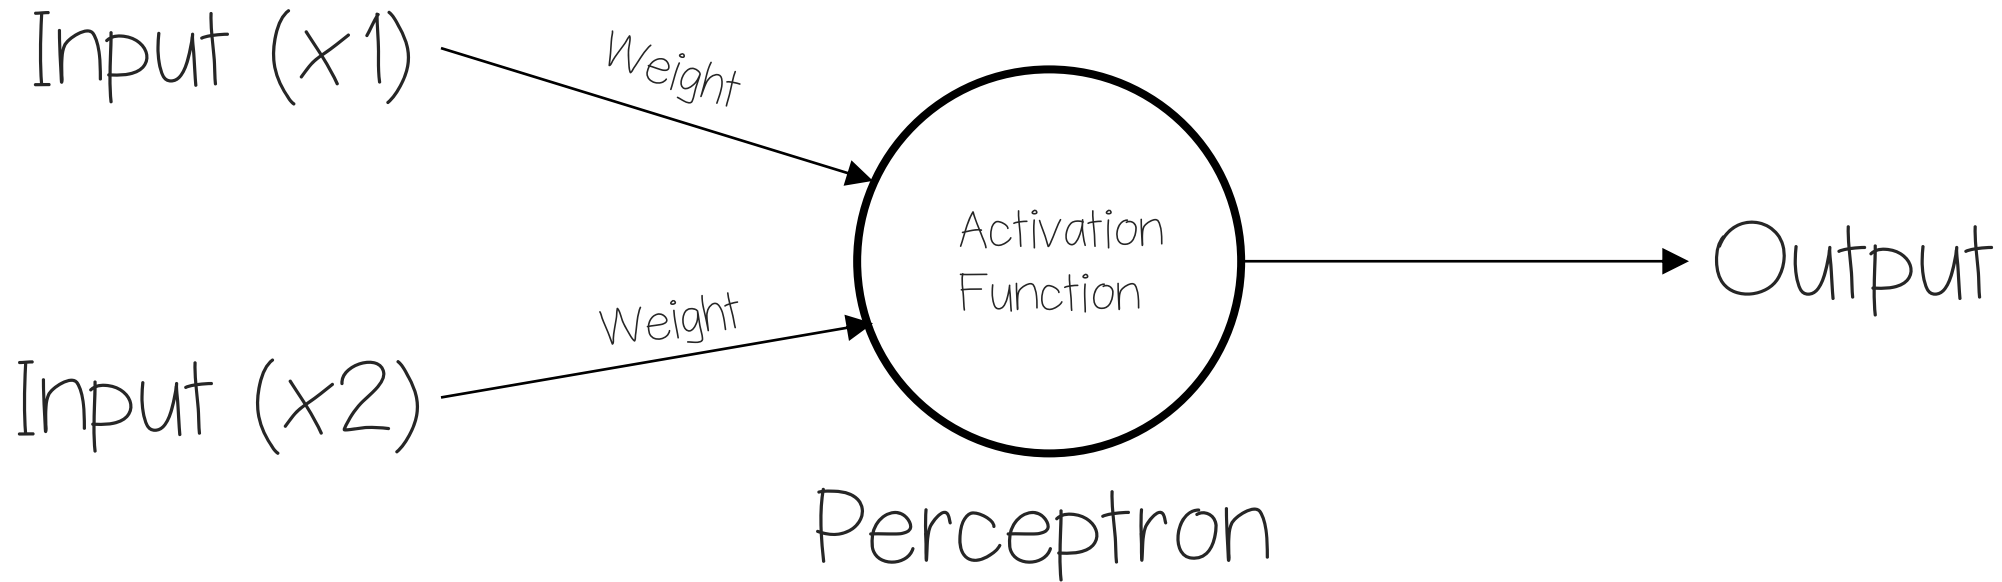 Input (x1)
Weight
Activation
Function
Output
Weight
Input (x2)
Perceptron